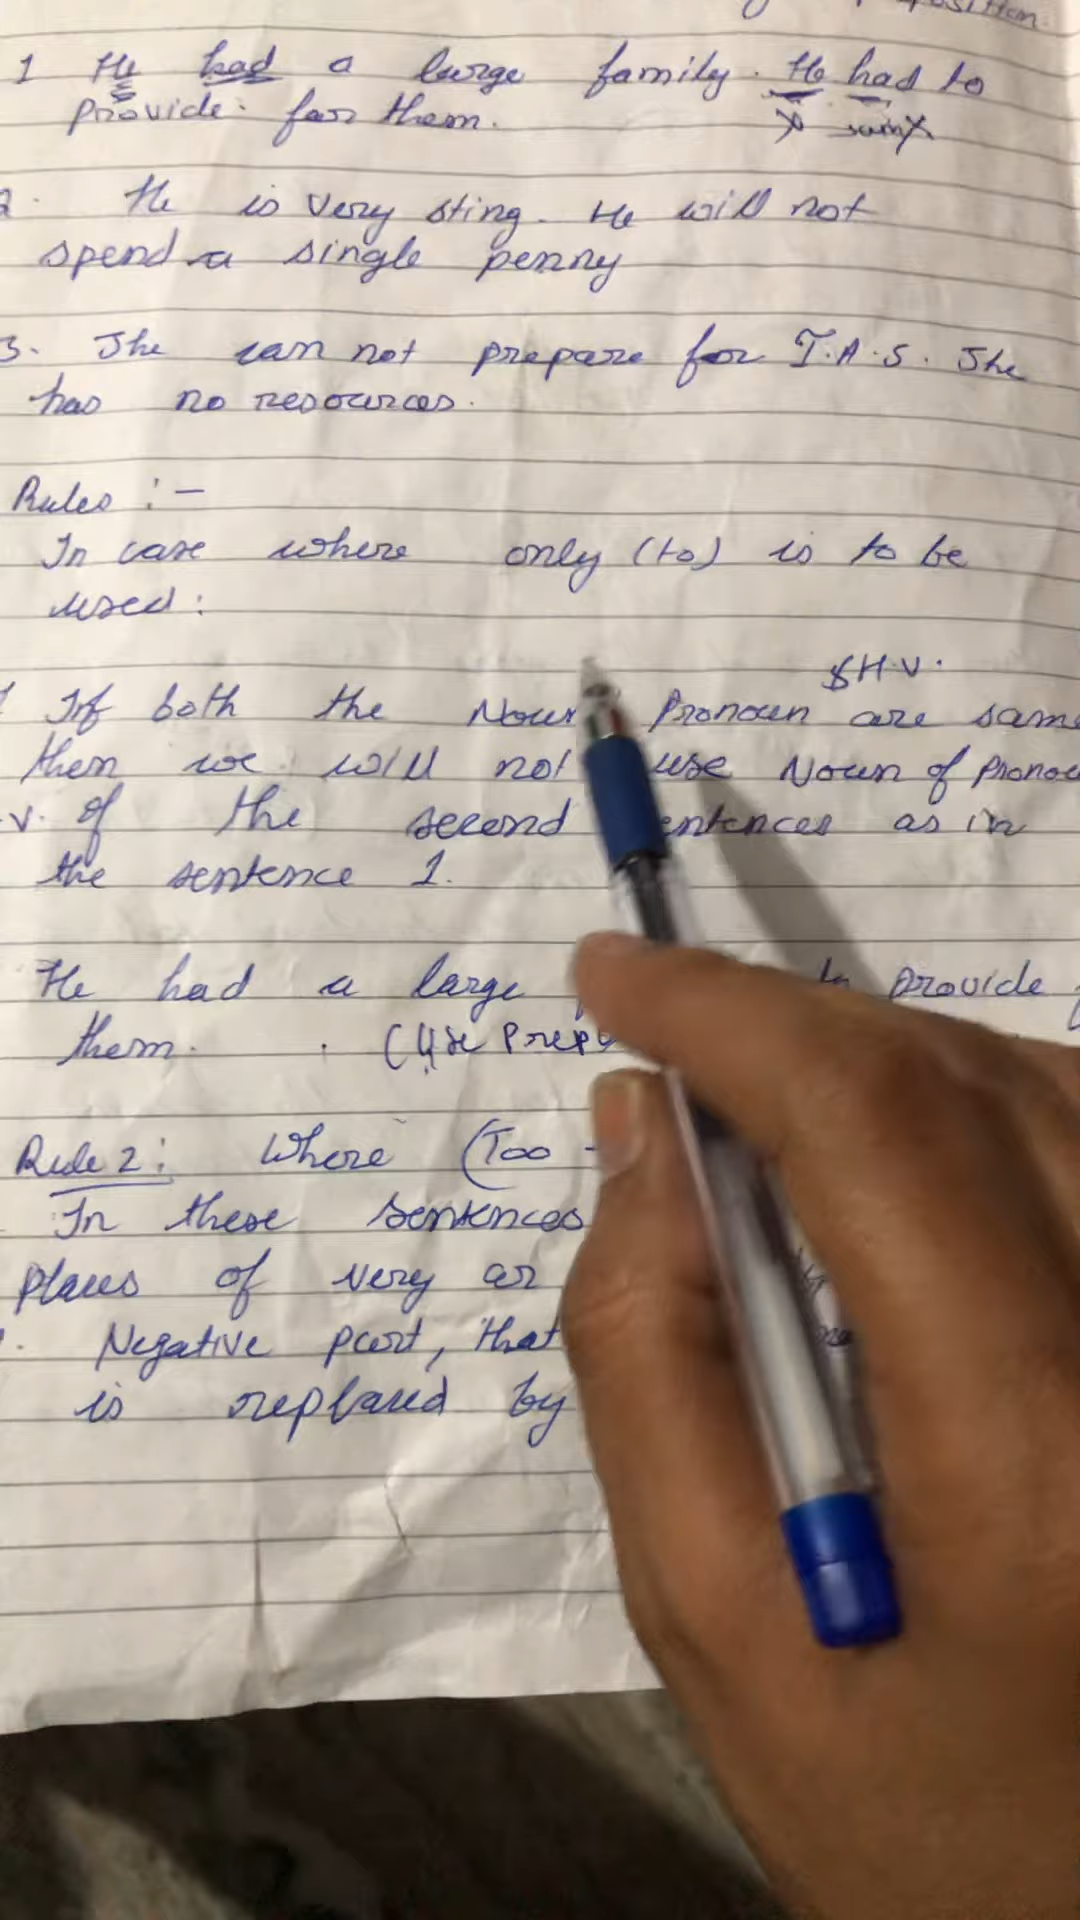 1 He had a large family. He had to
provide for them. same
2. He is very sting. He will not
spend a single penny
3. She can not prepare for I.A.S. She
has no resources.
Rules :-
In case where only (to) is to be
used :
& H.V.
1 If both the Noun Pronoun are same
then we will not use Noun of Pronou
v. of the second entences as in
the sentence 1.
He had a large to provide
them. (Use Prep
Rule 2: Where (Too -
In these sentences
places of very or
Negative part, that
is replaced by